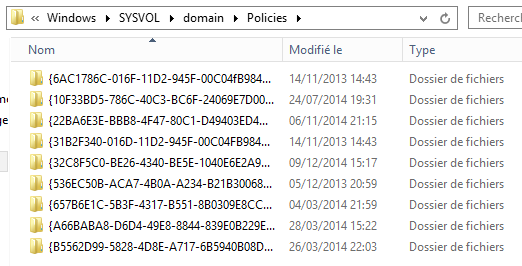 « Windows ▸ SYSVOL ▸ domain ▸ Policies ▸
Recherc
Nom Modifié le Type
{6AC1786C-016F-11D2-945F-00C04fB984... 14/11/2013 14:43 Dossier de fichiers
{10F33BD5-786C-40C3-BC6F-24069E7D00... 24/07/2014 19:31 Dossier de fichiers
{22BA6E3E-BBB8-4F47-80C1-D49403ED4... 06/11/2014 21:15 Dossier de fichiers
{31B2F340-016D-11D2-945F-00C04FB984... 14/11/2013 14:43 Dossier de fichiers
{32C8F5C0-BE26-4340-BE5E-1040E6E2A9... 09/12/2014 15:17 Dossier de fichiers
{536EC50B-ACA7-4B0A-A234-B21B30068... 05/12/2013 20:59 Dossier de fichiers
{657B6E1C-5B3F-4317-B551-8B0309E8CC... 04/03/2014 21:59 Dossier de fichiers
{A66BABA8-D6D4-49E8-8844-839E0B229E... 28/03/2014 15:22 Dossier de fichiers
{B5562D99-5828-4D8E-A717-6B5940B08D... 26/03/2014 22:03 Dossier de fichiers